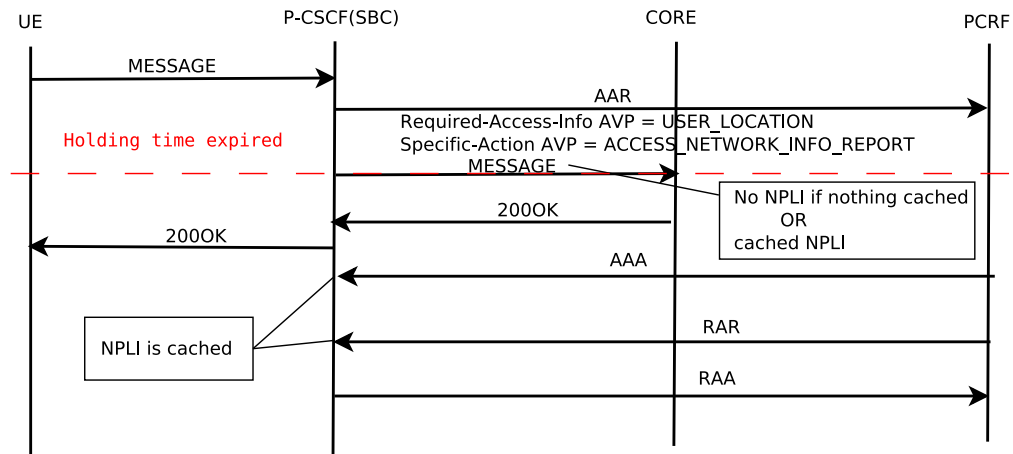 UE
P-CSCF(SBC)
CORE
PCRF
MESSAGE
AAR
Required-Access-Info AVP = USER_LOCATION
Holding time expired
Specific-Action AVP = ACCESS_NETWORK_INFO_REPORT
MESSAGE
No NPLI if nothing cached
OR
cached NPLI
200OK
200OK
AAA
NPLI is cached
RAR
RAA